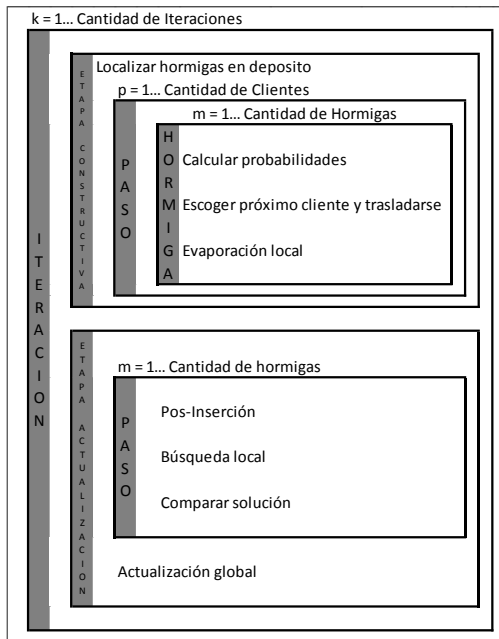 k = 1... Cantidad de Iteraciones
ITERACION
ETAPA CONSTRUCTIVA
Localizar hormigas en deposito
p = 1... Cantidad de Clientes
PASO
m = 1... Cantidad de Hormigas
HORMIGA
Calcular probabilidades
Escoger próximo cliente y trasladarse
Evaporación local
ETAPA ACTUALIZACION
m = 1... Cantidad de hormigas
PASO
Pos-Inserción
Búsqueda local
Comparar solución
Actualización global